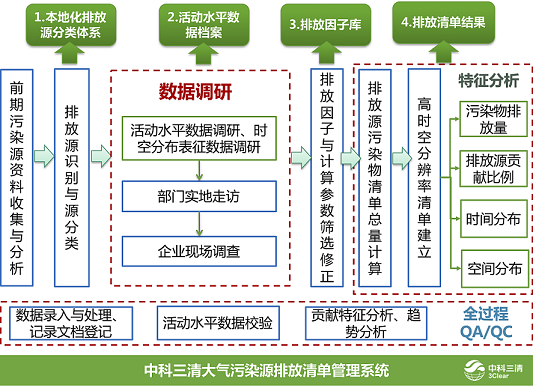 1.本地化排放
源分类体系
2.活动水平数
据档案
3.排放因子库
4.排放清单结果
前期污染源资料收集与分析
排放源识别与源分类
数据调研
活动水平数据调研、时
空分布表征数据调研
部门实地走访
企业现场调查
排放因子与计算参数筛选修正
排放源污染物清单总量计算
高时空分辨率清单建立
特征分析
污染物排
放量
排放源贡
献比例
时间分布
空间分布
数据录入与处理、
记录文档登记
活动水平数据校验
贡献特征分析、趋
势分析
全过程
QA/QC
中科三清大气污染源排放清单管理系统
中科三清
3Clear